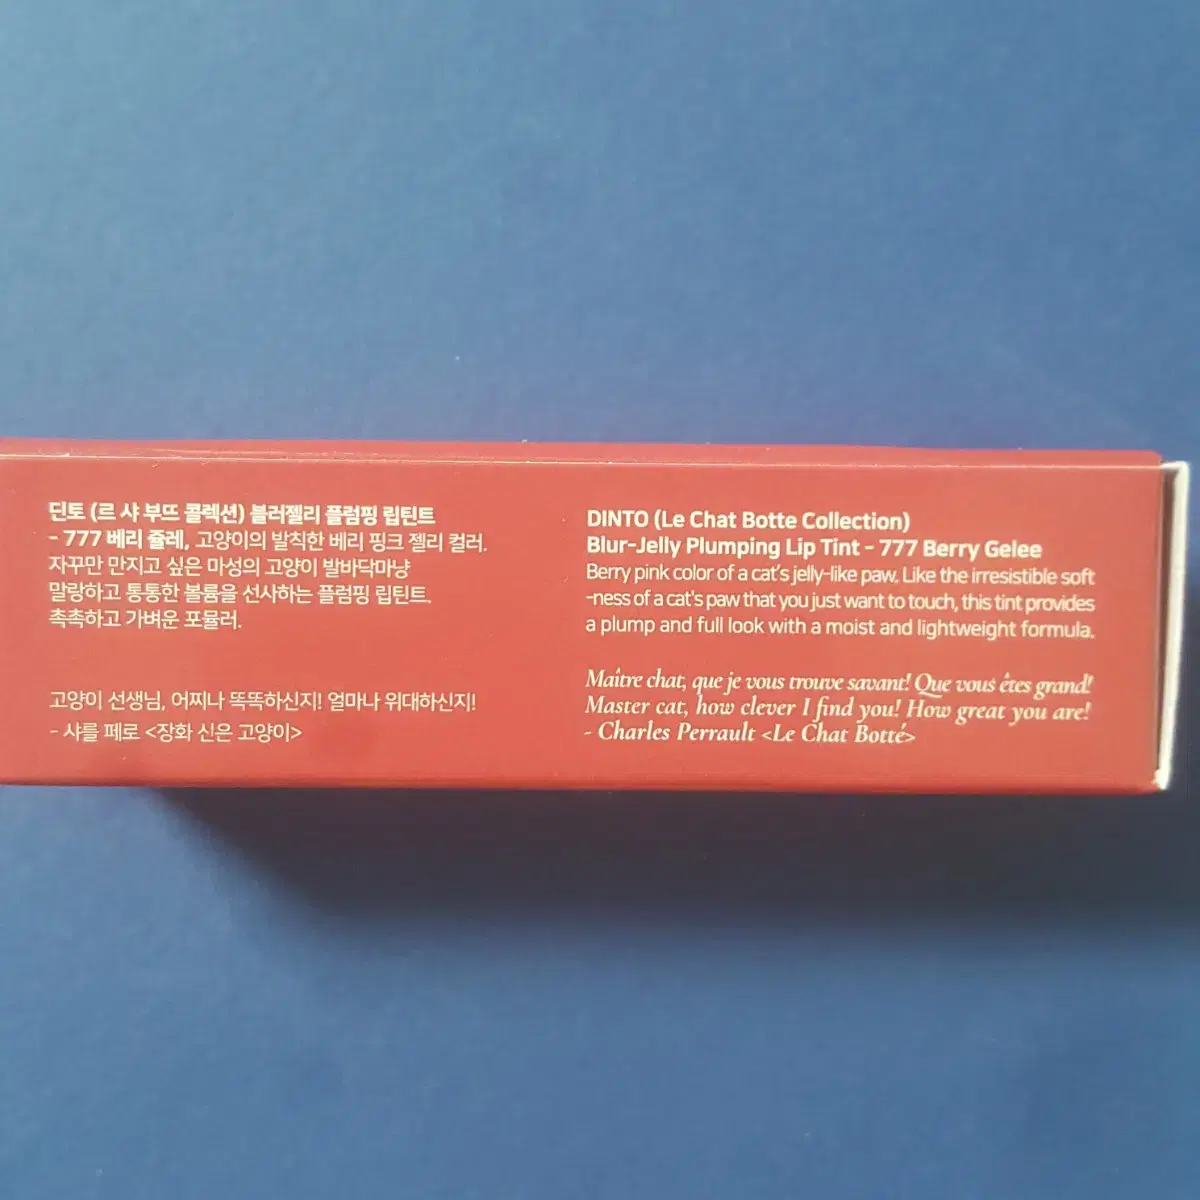 딘토 (르 샤 부뜨 콜렉션) 블러젤리 플럼핑 립틴트
- 777 베리 쥴레, 고양이의 발칙한 베리 핑크 젤리 컬러.
자꾸만 만지고 싶은 마성의 고양이 발바닥마냥
말랑하고 통통한 볼륨을 선사하는 플럼핑 립틴트.
촉촉하고 가벼운 포뮬러.
고양이 선생님, 어찌나 똑똑하신지! 얼마나 위대하신지!
- 샤를 페로 <장화 신은 고양이>
DINTO (Le Chat Botte Collection)
Blur-Jelly Plumping Lip Tint - 777 Berry Gelee
Berry pink color of a cat's jelly-like paw. Like the irresistible soft
-ness of a cat's paw that you just want to touch, this tint provides
a plump and full look with a moist and lightweight formula.
Maître chat, que je vous trouve savant! Que vous êtes grand!
Master cat, how clever I find you! How great you are!
- Charles Perrault <Le Chat Botté>